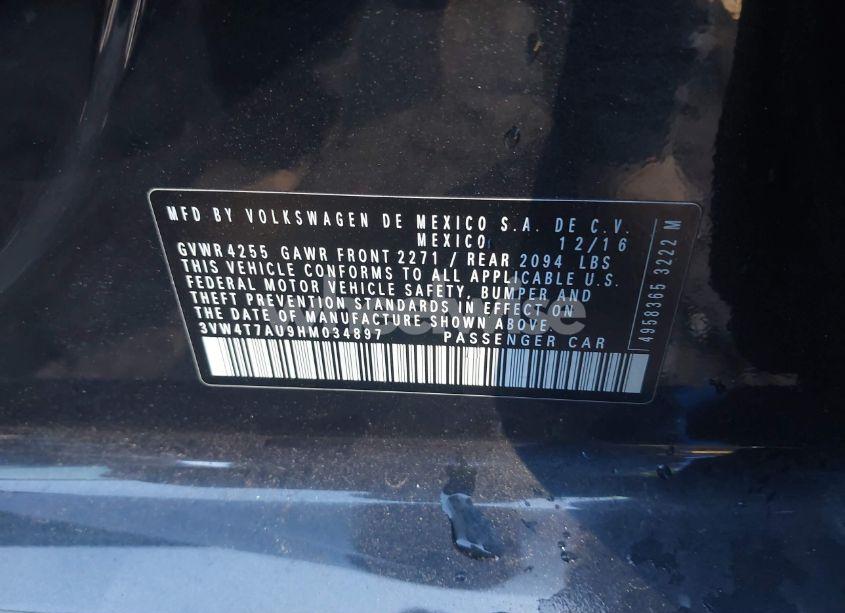 MFD BY VOLKSWAGEN DE MEXICO S.A. DE C.V.
MEXICO 12/16
GVWR 4255 GAWR FRONT 2271 / REAR 2094 LBS
THIS VEHICLE CONFORMS TO ALL APPLICABLE U.S.
FEDERAL MOTOR VEHICLE SAFETY, BUMPER AND
THEFT PREVENTION STANDARDS IN EFFECT ON
THE DATE OF MANUFACTURE SHOWN ABOVE
3VW4T7AU9HM034897 PASSENGER CAR
4958365 3222 M